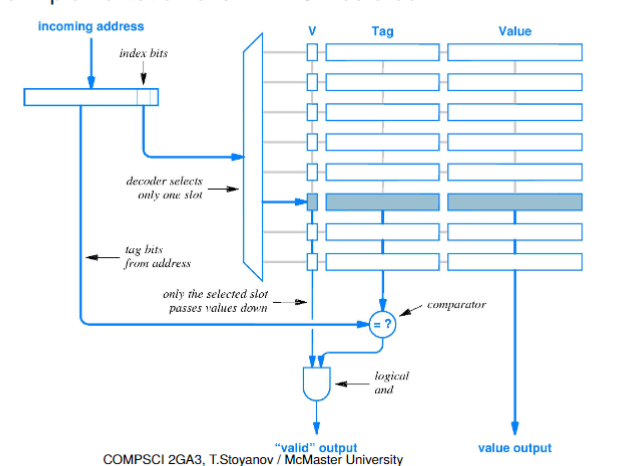 incoming address
index bits
V
Tag
Value
decoder selects
only one slot
tag bits
from address
only the selected slot
passes values down
comparator
= ?
logical
and
"valid" output
value output
COMPSCI 2GA3, T.Stoyanov / McMaster University